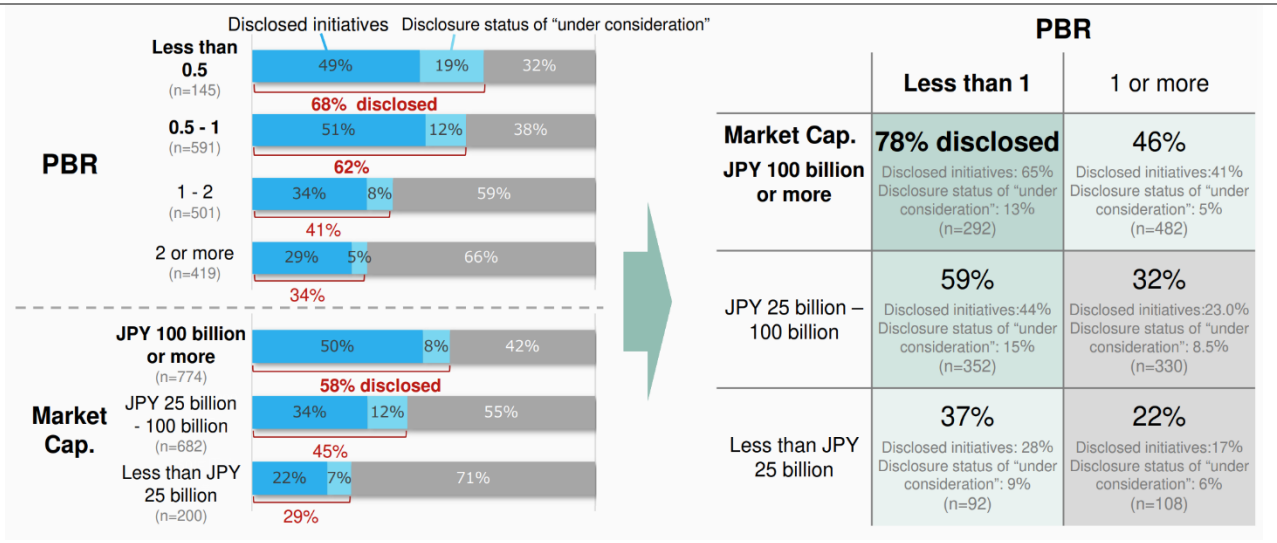 Disclosed initiatives
Disclosure status of “under consideration”
Less than
0.5
(n=145)
49%
19%
32%
68% disclosed
0.5 - 1
(n=591)
51%
12%
38%
62%
PBR
1 - 2
(n=501)
34%
8%
59%
41%
2 or more
(n=419)
29%
5%
66%
34%
JPY 100 billion
or more
(n=774)
50%
8%
42%
58% disclosed
Market
Cap.
JPY 25 billion
- 100 billion
(n=682)
34%
12%
55%
45%
Less than JPY
25 billion
(n=200)
22%
7%
71%
29%
PBR
Less than 1
1 or more
Market Cap.
JPY 100 billion
or more
78% disclosed
Disclosed initiatives: 65%
Disclosure status of “under
consideration”: 13%
(n=292)
46%
Disclosed initiatives:41%
Disclosure status of “under
consideration”: 5%
(n=482)
JPY 25 billion –
100 billion
59%
Disclosed initiatives:44%
Disclosure status of “under
consideration”: 15%
(n=352)
32%
Disclosed initiatives:23.0%
Disclosure status of “under
consideration”: 8.5%
(n=330)
Less than JPY
25 billion
37%
Disclosed initiatives: 28%
Disclosure status of “under
consideration”: 9%
(n=92)
22%
Disclosed initiatives:17%
Disclosure status of “under
consideration”: 6%
(n=108)